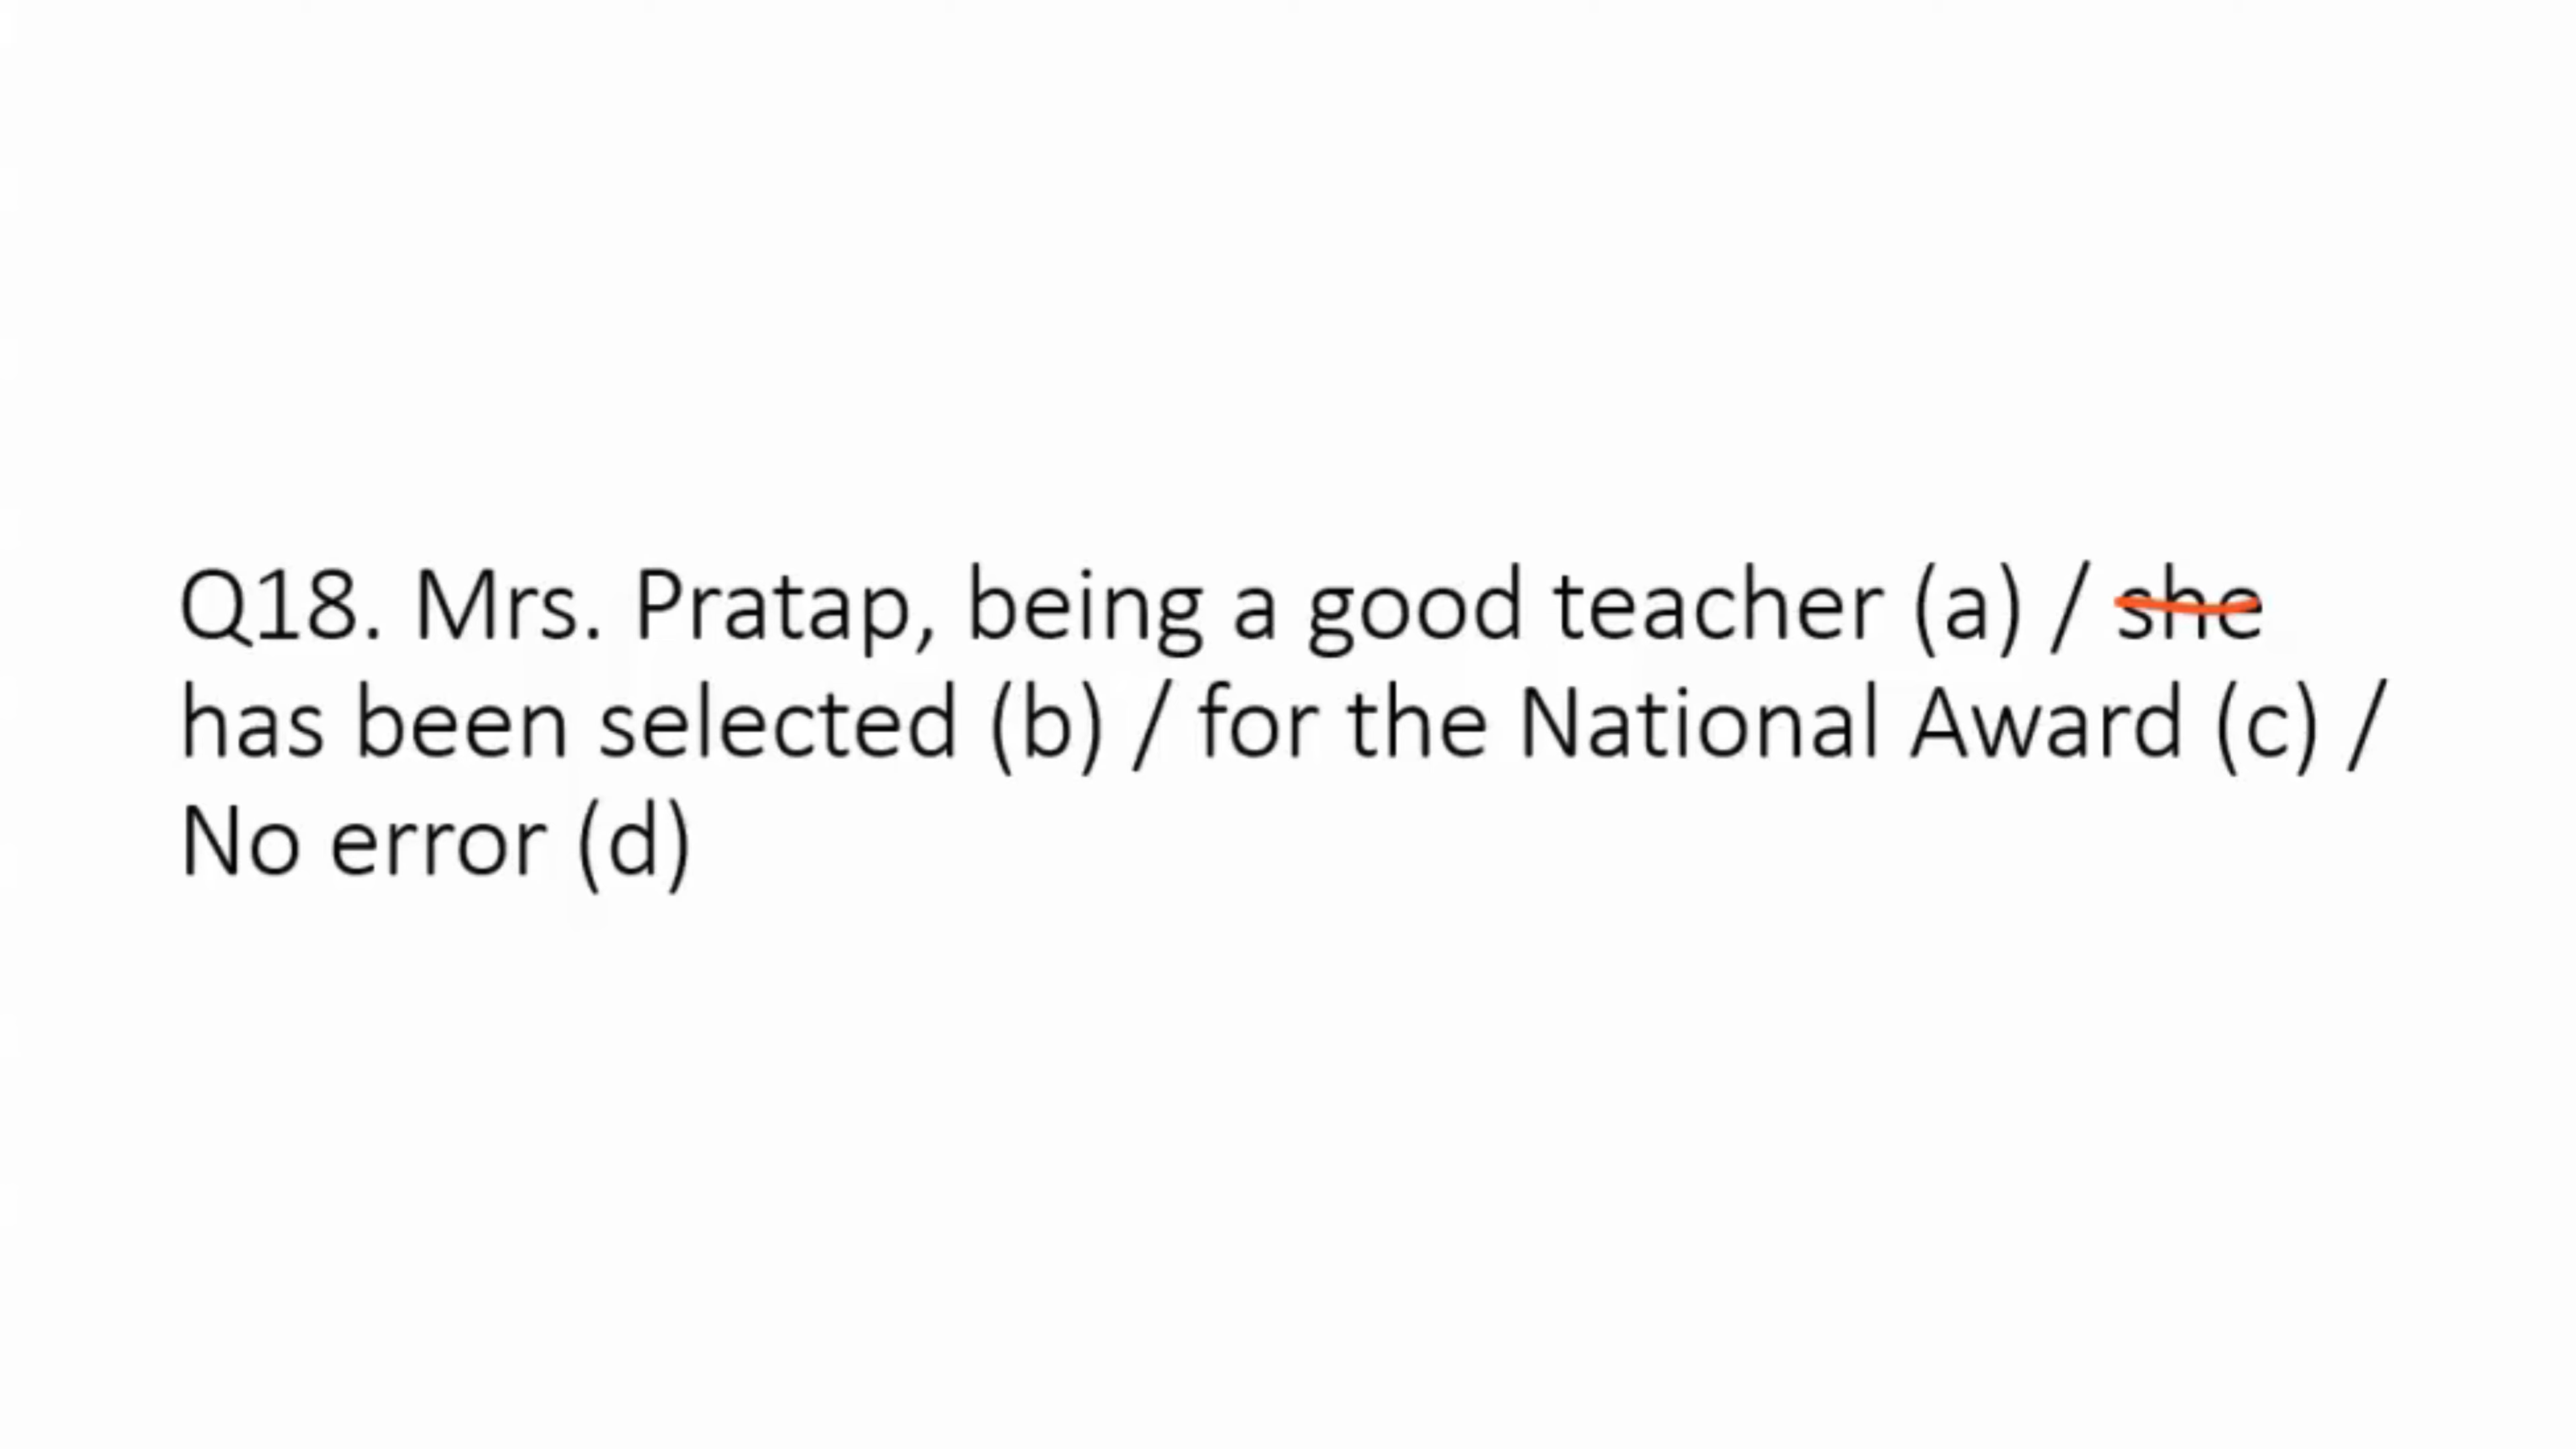 Q18. Mrs. Pratap, being a good teacher (a) / she
has been selected (b) / for the National Award (c) /
No error (d)